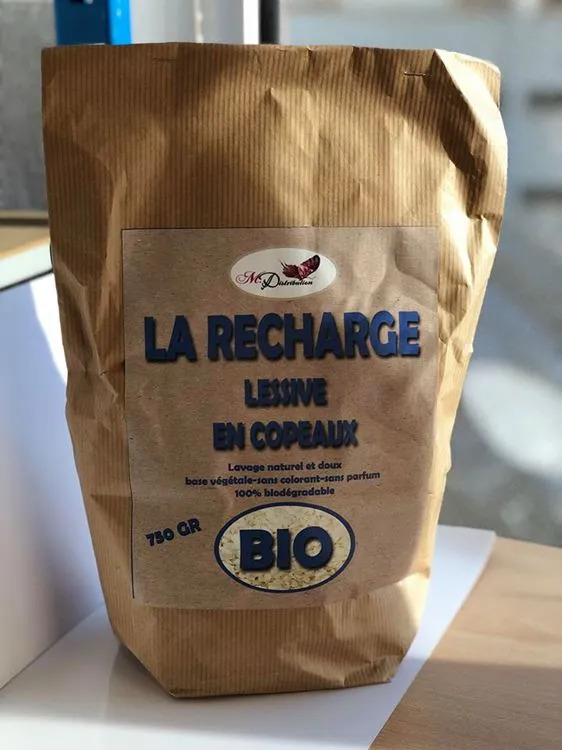 MDistribution
LA RECHARGE
LESSIVE
EN COPEAUX
Lavage naturel et doux
base végétale-sans colorant-sans parfum
100% biodégradable
750 GR
BIO